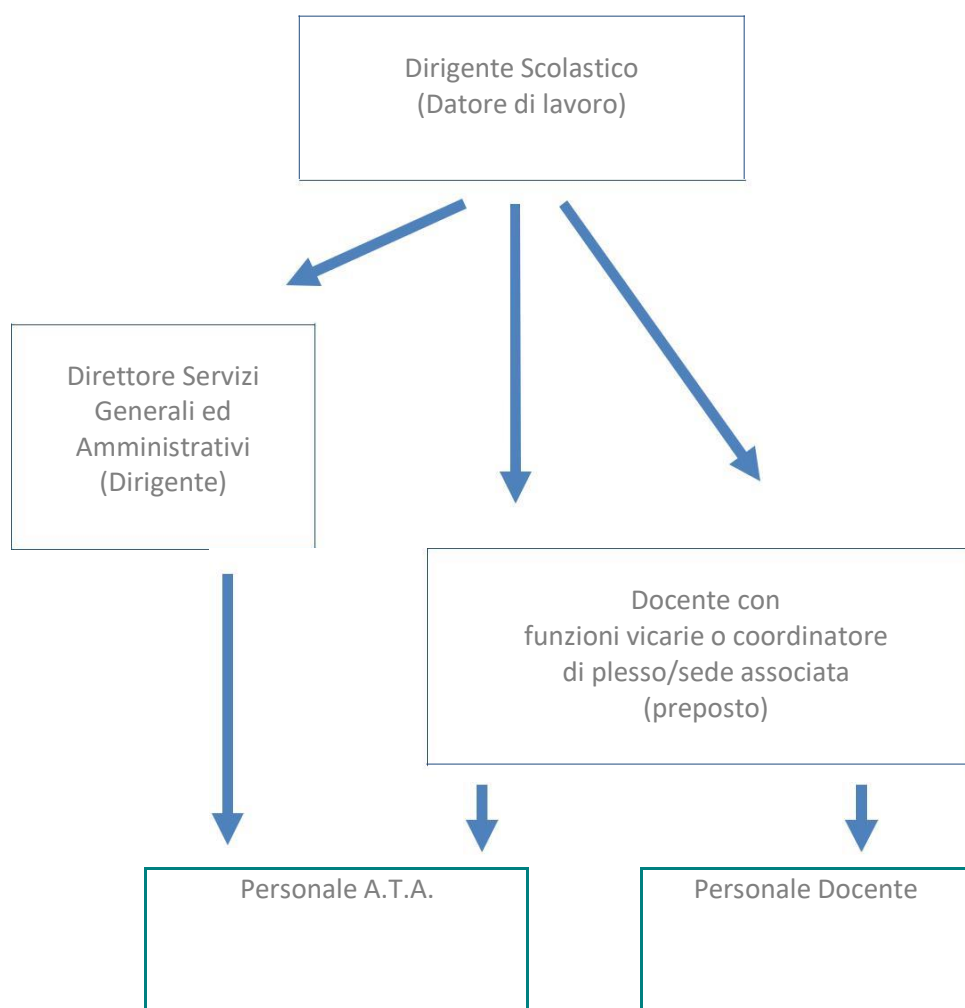 Dirigente Scolastico
(Datore di lavoro)
Direttore Servizi
Generali ed
Amministrativi
(Dirigente)
Docente con
funzioni vicarie o coordinatore
di plesso/sede associata
(preposto)
Personale A.T.A.
Personale Docente